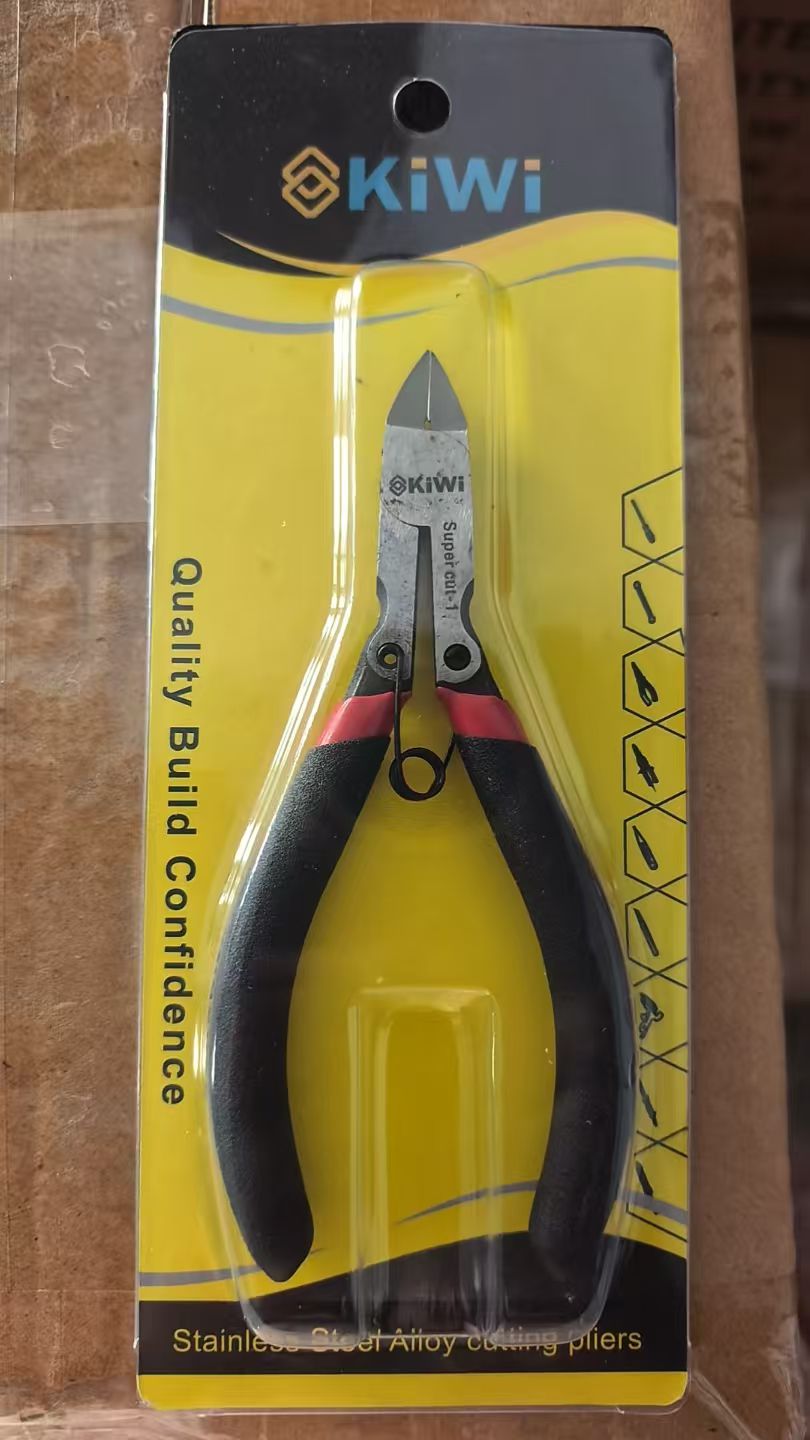 KiWi
KiWi
Super cut-1
Quality Build Confidence
Stainless Steel Alloy cutting pliers